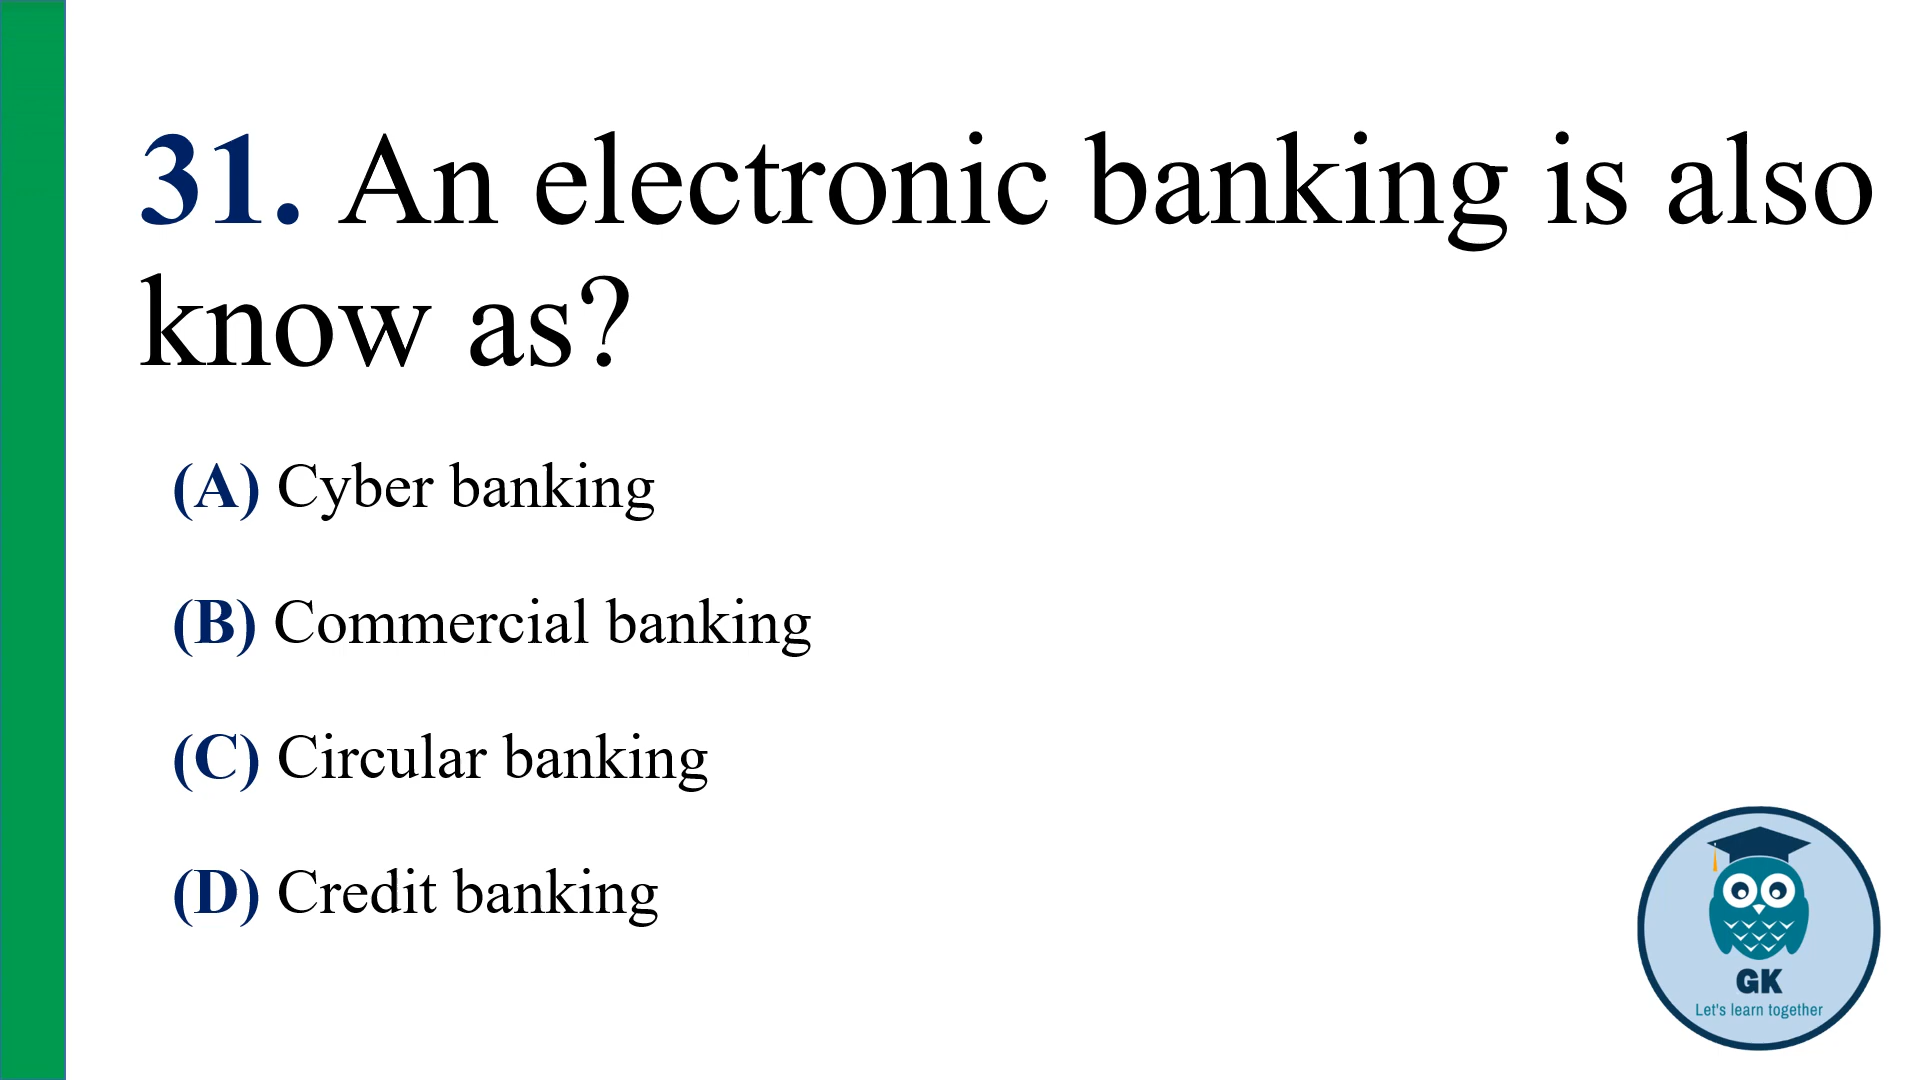 31. An electronic banking is also
know as?
(A) Cyber banking
(B) Commercial banking
(C) Circular banking
(D) Credit banking
GK
Let's learn together